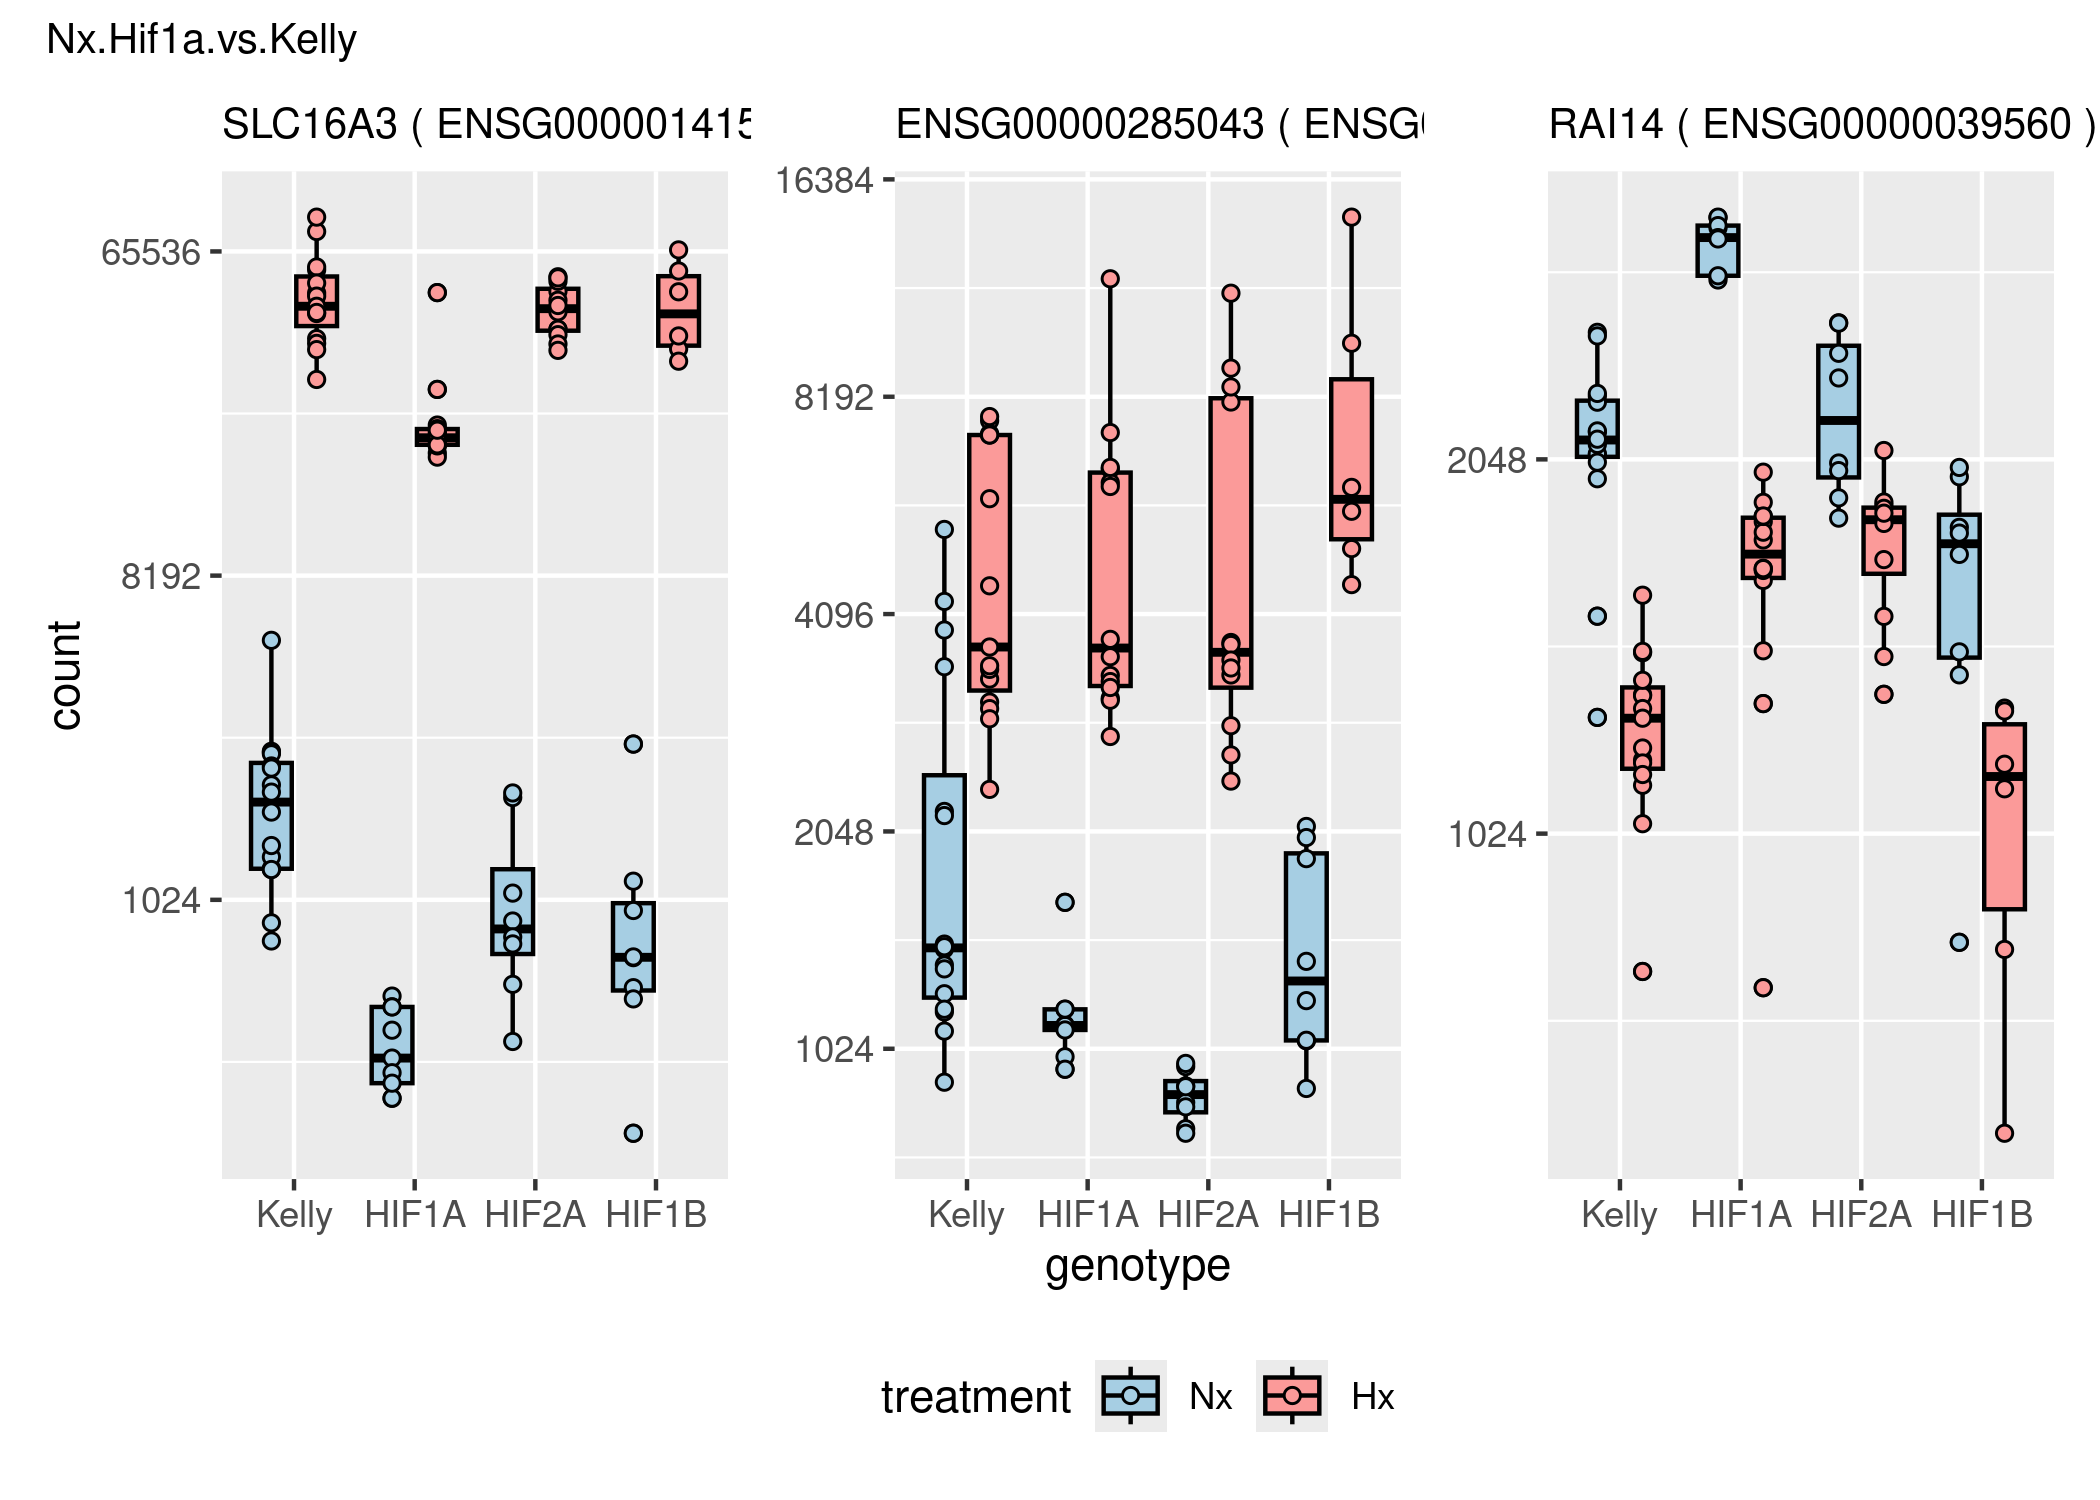 Nx.Hif1a.vs.Kelly
SLC16A3 ( ENSG000001415
ENSG00000285043 ( ENSG
RAI14 ( ENSG00000039560 )
count
65536
8192
1024
Kelly HIF1A HIF2A HIF1B
16384
8192
4096
2048
1024
Kelly HIF1A HIF2A HIF1B
2048
1024
Kelly HIF1A HIF2A HIF1B
genotype
treatment Nx Hx